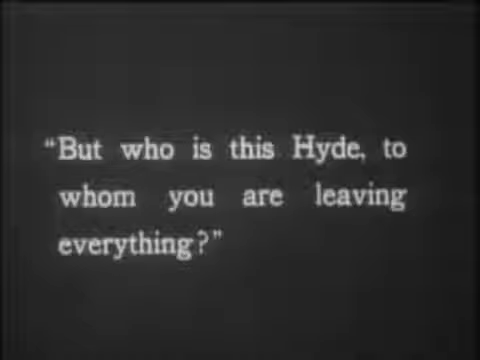 “But who is this Hyde, to
whom you are leaving
everything?”